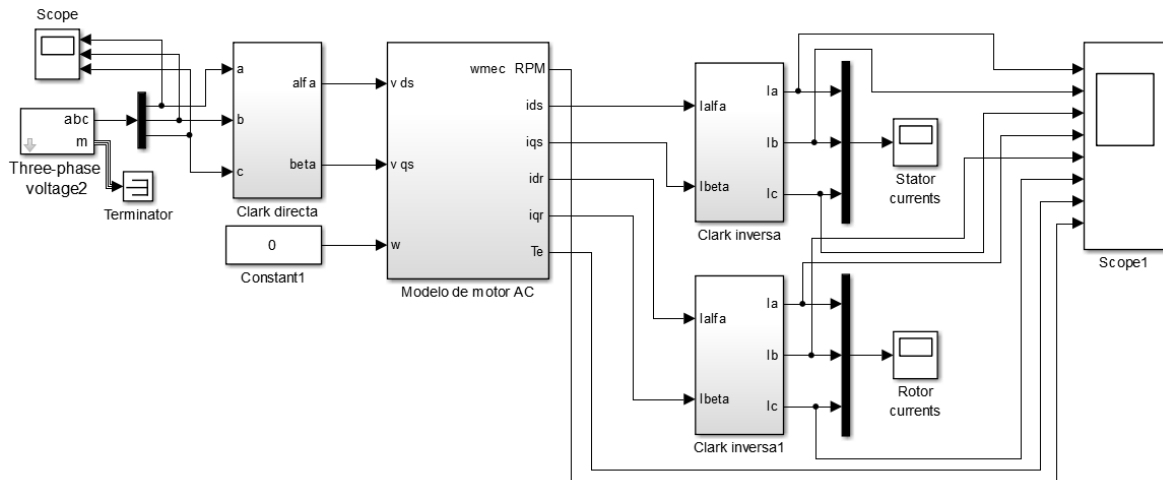 Scope
abc
m
Three-phase
voltage2
Terminator
a
b
c
alfa
beta
Clark directa
0
Constant1
v ds
v qs
w
wmec RPM
ids
iqs
idr
iqr
Te
Modelo de motor AC
Ialfa
Ibeta
Ia
Ib
Ic
Clark inversa
Stator
currents
Ialfa
Ibeta
Ia
Ib
Ic
Clark inversa1
Rotor
currents
Scope1